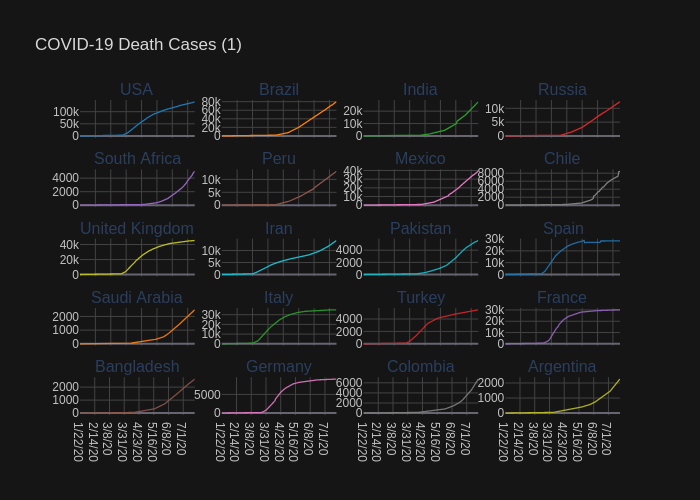 COVID-19 Death Cases (1)
USA Brazil India Russia
100k 50k 0 80k 60k 40k 20k 0 20k 10k 0 10k 5k 0
South Africa Peru Mexico Chile
4000 2000 0 10k 5k 0 40k 30k 20k 10k 0 8000 6000 4000 2000 0
United Kingdom Iran Pakistan Spain
40k 20k 0 10k 5k 0 4000 2000 0 30k 20k 10k 0
Saudi Arabia Italy Turkey France
2000 1000 0 30k 20k 10k 0 4000 2000 0 30k 20k 10k 0
Bangladesh Germany Colombia Argentina
2000 1000 0 5000 0 6000 4000 2000 0 2000 1000 0
1/22/20 2/14/20 3/8/20 3/31/20 4/23/20 5/16/20 6/8/20 7/1/20 1/22/20 2/14/20 3/8/20 3/31/20 4/23/20 5/16/20 6/8/20 7/1/20 1/22/20 2/14/20 3/8/20 3/31/20 4/23/20 5/16/20 6/8/20 7/1/20 1/22/20 2/14/20 3/8/20 3/31/20 4/23/20 5/16/20 6/8/20 7/1/20